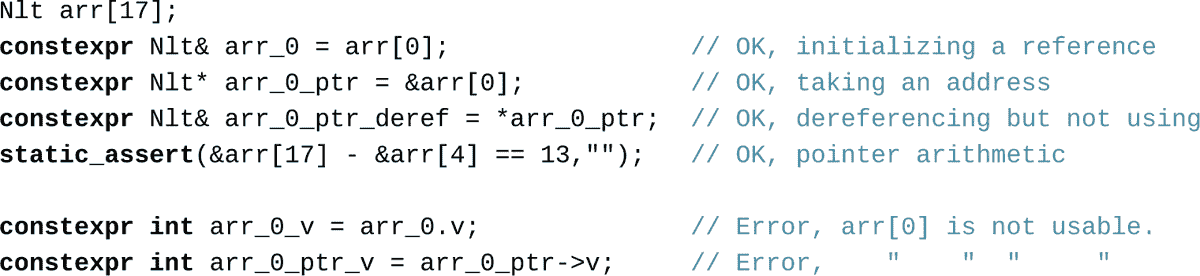 Nlt arr[17];
constexpr Nlt& arr_0 = arr[0];                // OK, initializing a reference
constexpr Nlt* arr_0_ptr = &arr[0];           // OK, taking an address
constexpr Nlt& arr_0_ptr_deref = *arr_0_ptr;  // OK, dereferencing but not using
static_assert(&arr[17] - &arr[4] == 13,"");   // OK, pointer arithmetic
constexpr int arr_0_v = arr_0.v;              // Error, arr[0] is not usable.
constexpr int arr_0_ptr_v = arr_0_ptr->v;     // Error,    "    "  "     "